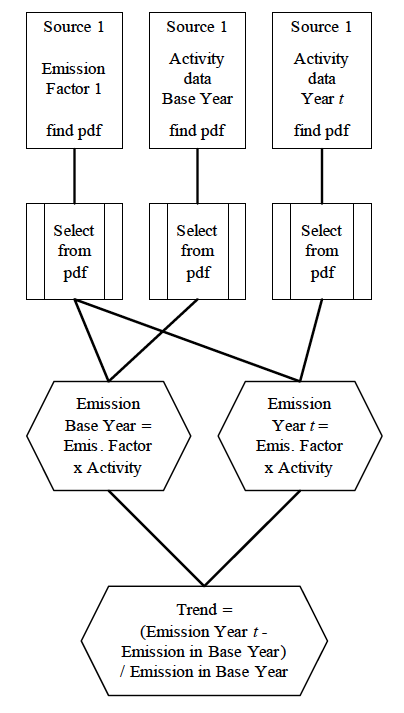 Source 1
Emission
Factor 1
find pdf
Source 1
Activity
data
Base Year
find pdf
Source 1
Activity
data
Year t
find pdf
Select
from
pdf
Select
from
pdf
Select
from
pdf
Emission
Base Year =
Emis. Factor
x Activity
Emission
Year t =
Emis. Factor
x Activity
Trend =
(Emission Year t -
Emission in Base Year)
/ Emission in Base Year